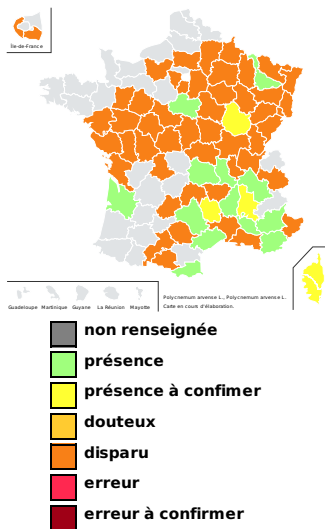 Île-de-France
Guadeloupe Martinique Guyane La Réunion Mayotte
Polycnemum arvense L., Polycnemum arvense L.
Carte en cours d'élaboration.
non renseignée
présence
présence à confimer
douteux
disparu
erreur
erreur à confirmer